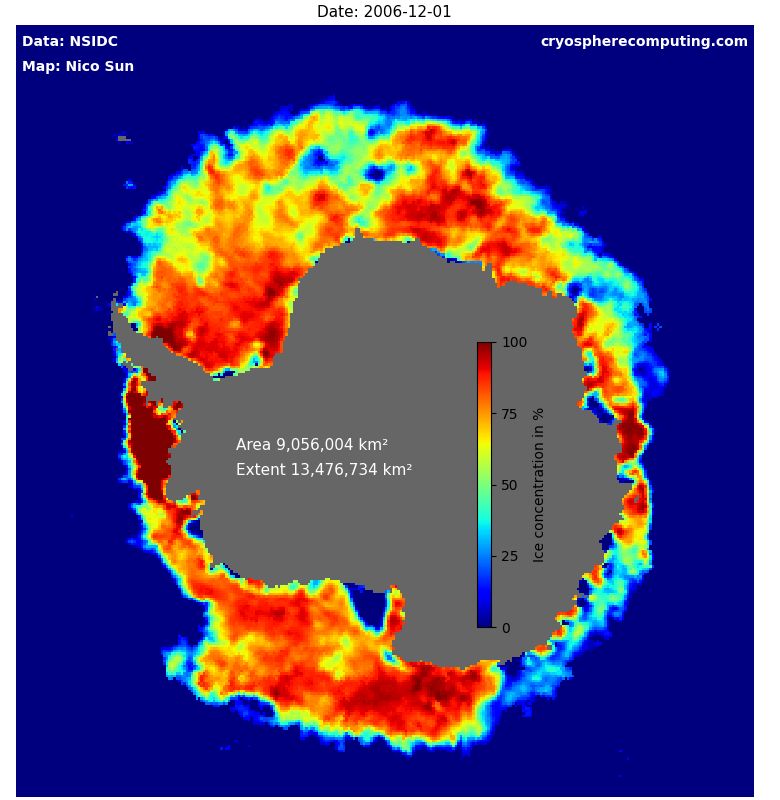 Date: 2006-12-01
Data: NSIDC
cryospherecomputing.com
Map: Nico Sun
100
75
50
25
0
Ice concentration in %
Area 9,056,004 km²
Extent 13,476,734 km²